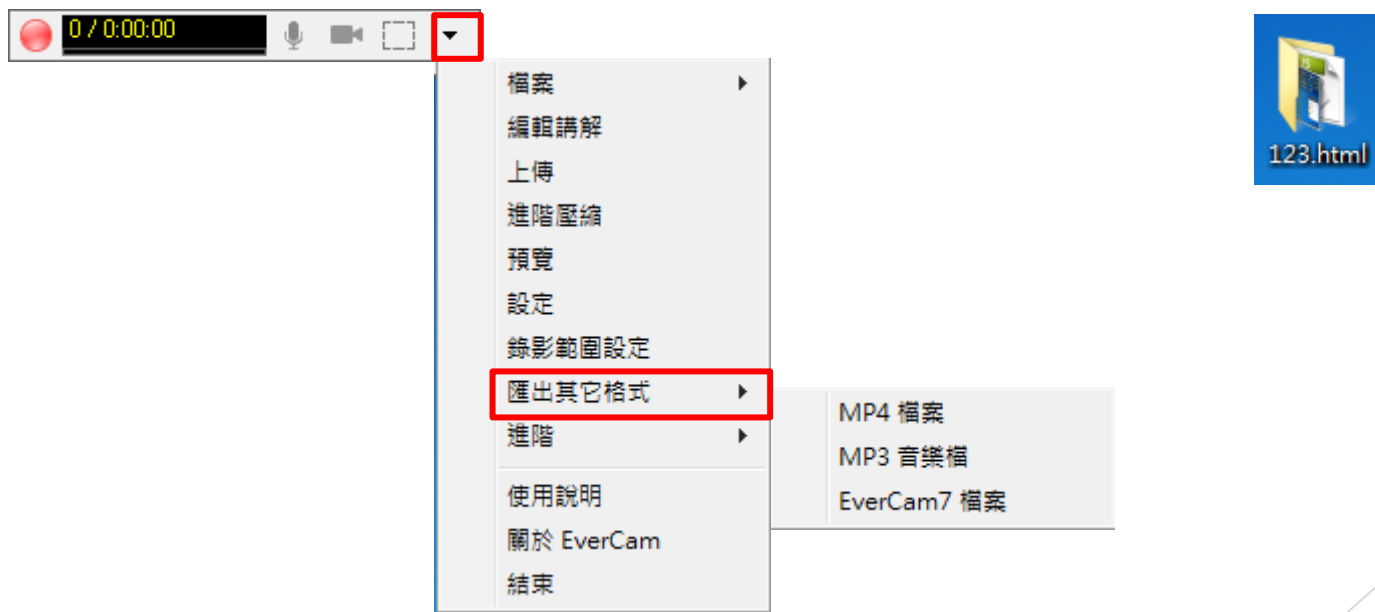 0 / 0:00:00
檔案
編輯講解
上傳
進階壓縮
預覽
設定
錄影範圍設定
匯出其它格式
進階
使用說明
關於 EverCam
結束
MP4 檔案
MP3 音樂檔
EverCam7 檔案
JS
123.html